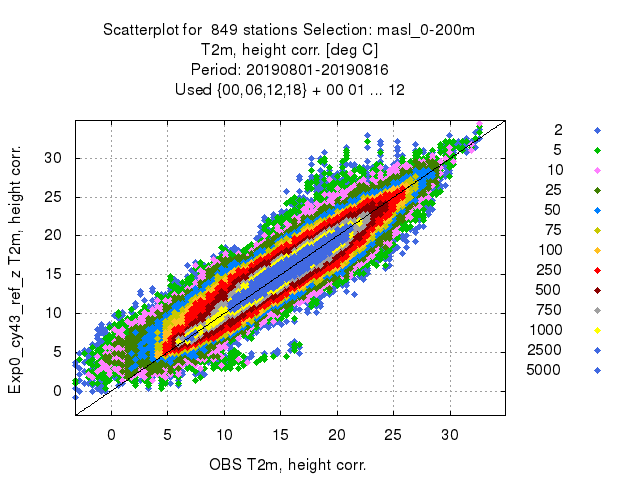 Scatterplot for 849 stations Selection: masl_0-200m
T2m, height corr. [deg C]
Period: 20190801-20190816
Used {00,06,12,18} + 00 01 ... 12
Exp0_cy43_ref_z T2m, height corr.
30
25
20
15
10
5
0
0 5 10 15 20 25 30
OBS T2m, height corr.
2
5
10
25
50
75
100
250
500
750
1000
2500
5000